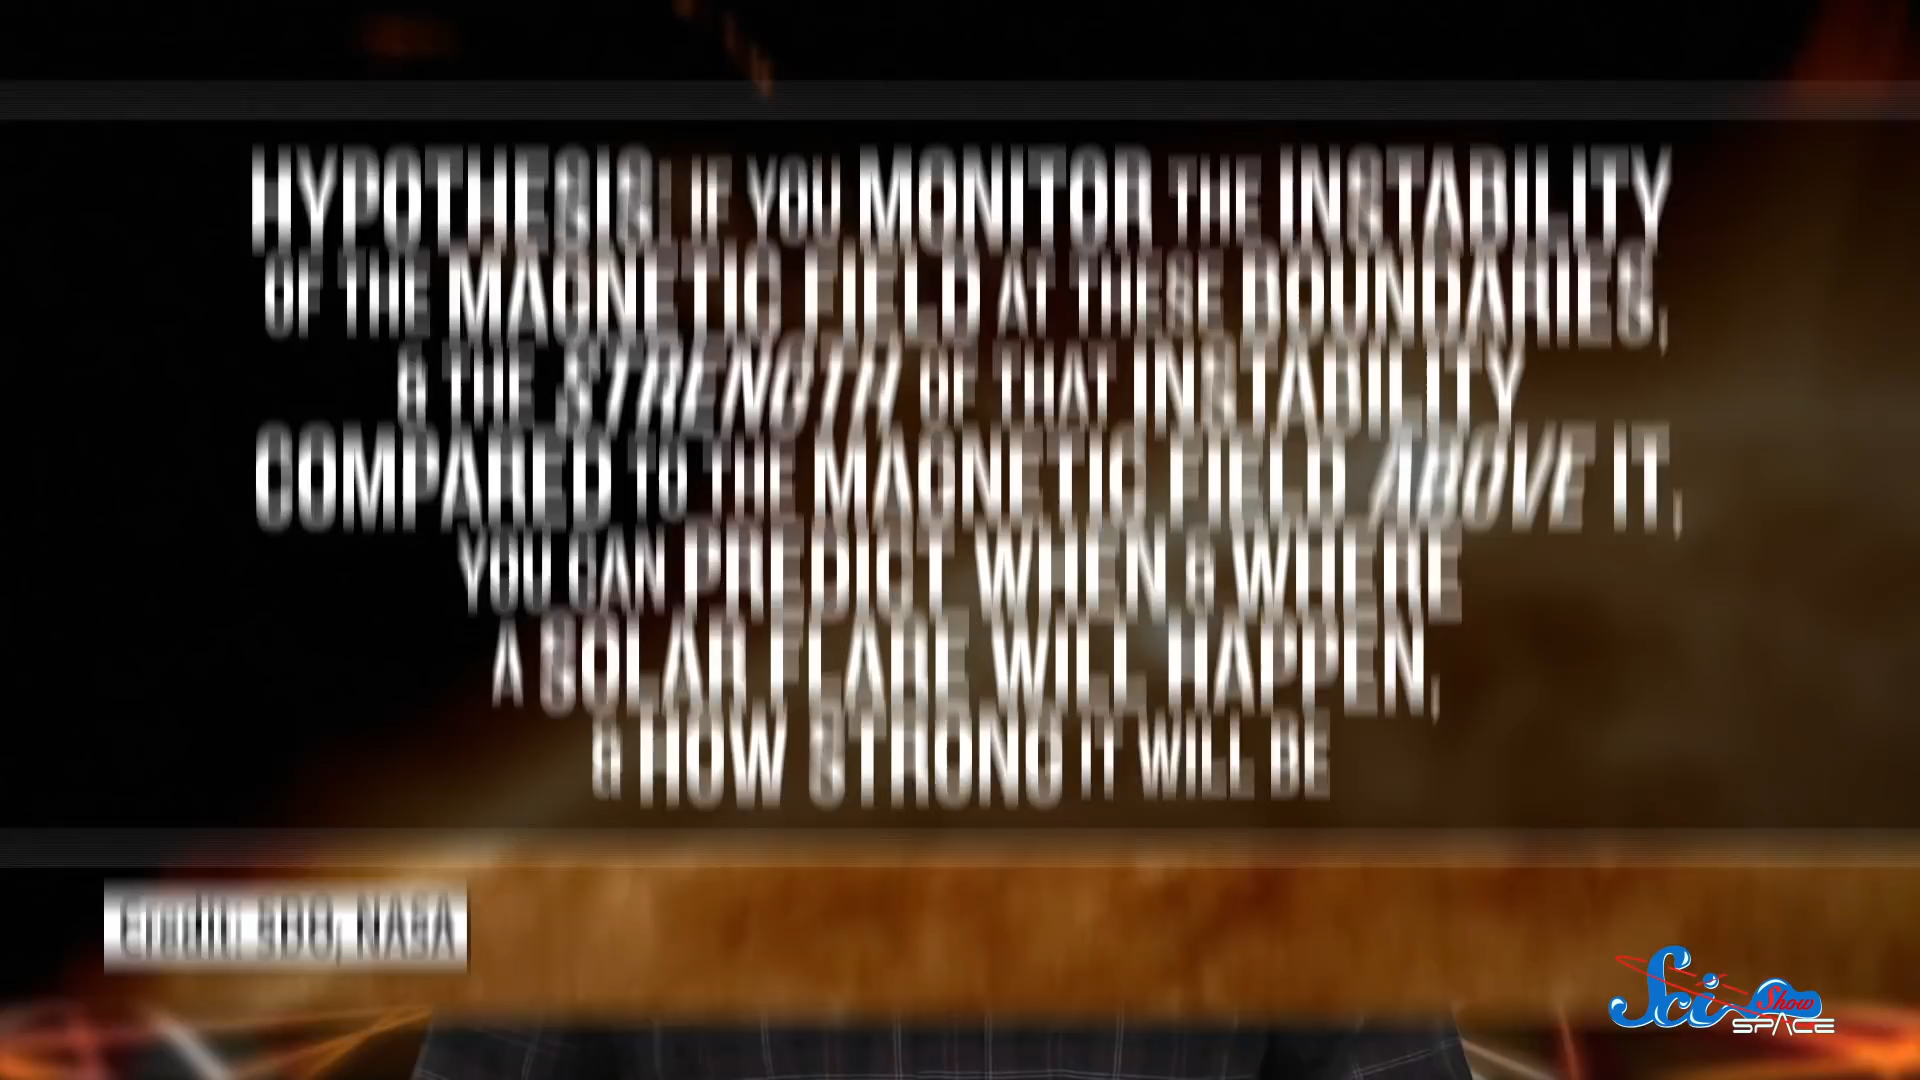 HYPOTHESIS: IF YOU MONITOR THE INSTABILITY
OF THE MAGNETIC FIELD AT THESE BOUNDARIES,
& THE STRENGTH OF THAT INSTABILITY
COMPARED TO THE MAGNETIC FIELD ABOVE IT,
YOU CAN PREDICT WHEN & WHERE
A SOLAR FLARE WILL HAPPEN,
& HOW STRONG IT WILL BE
Credit: SDO, NASA
Sci Show
SPACE